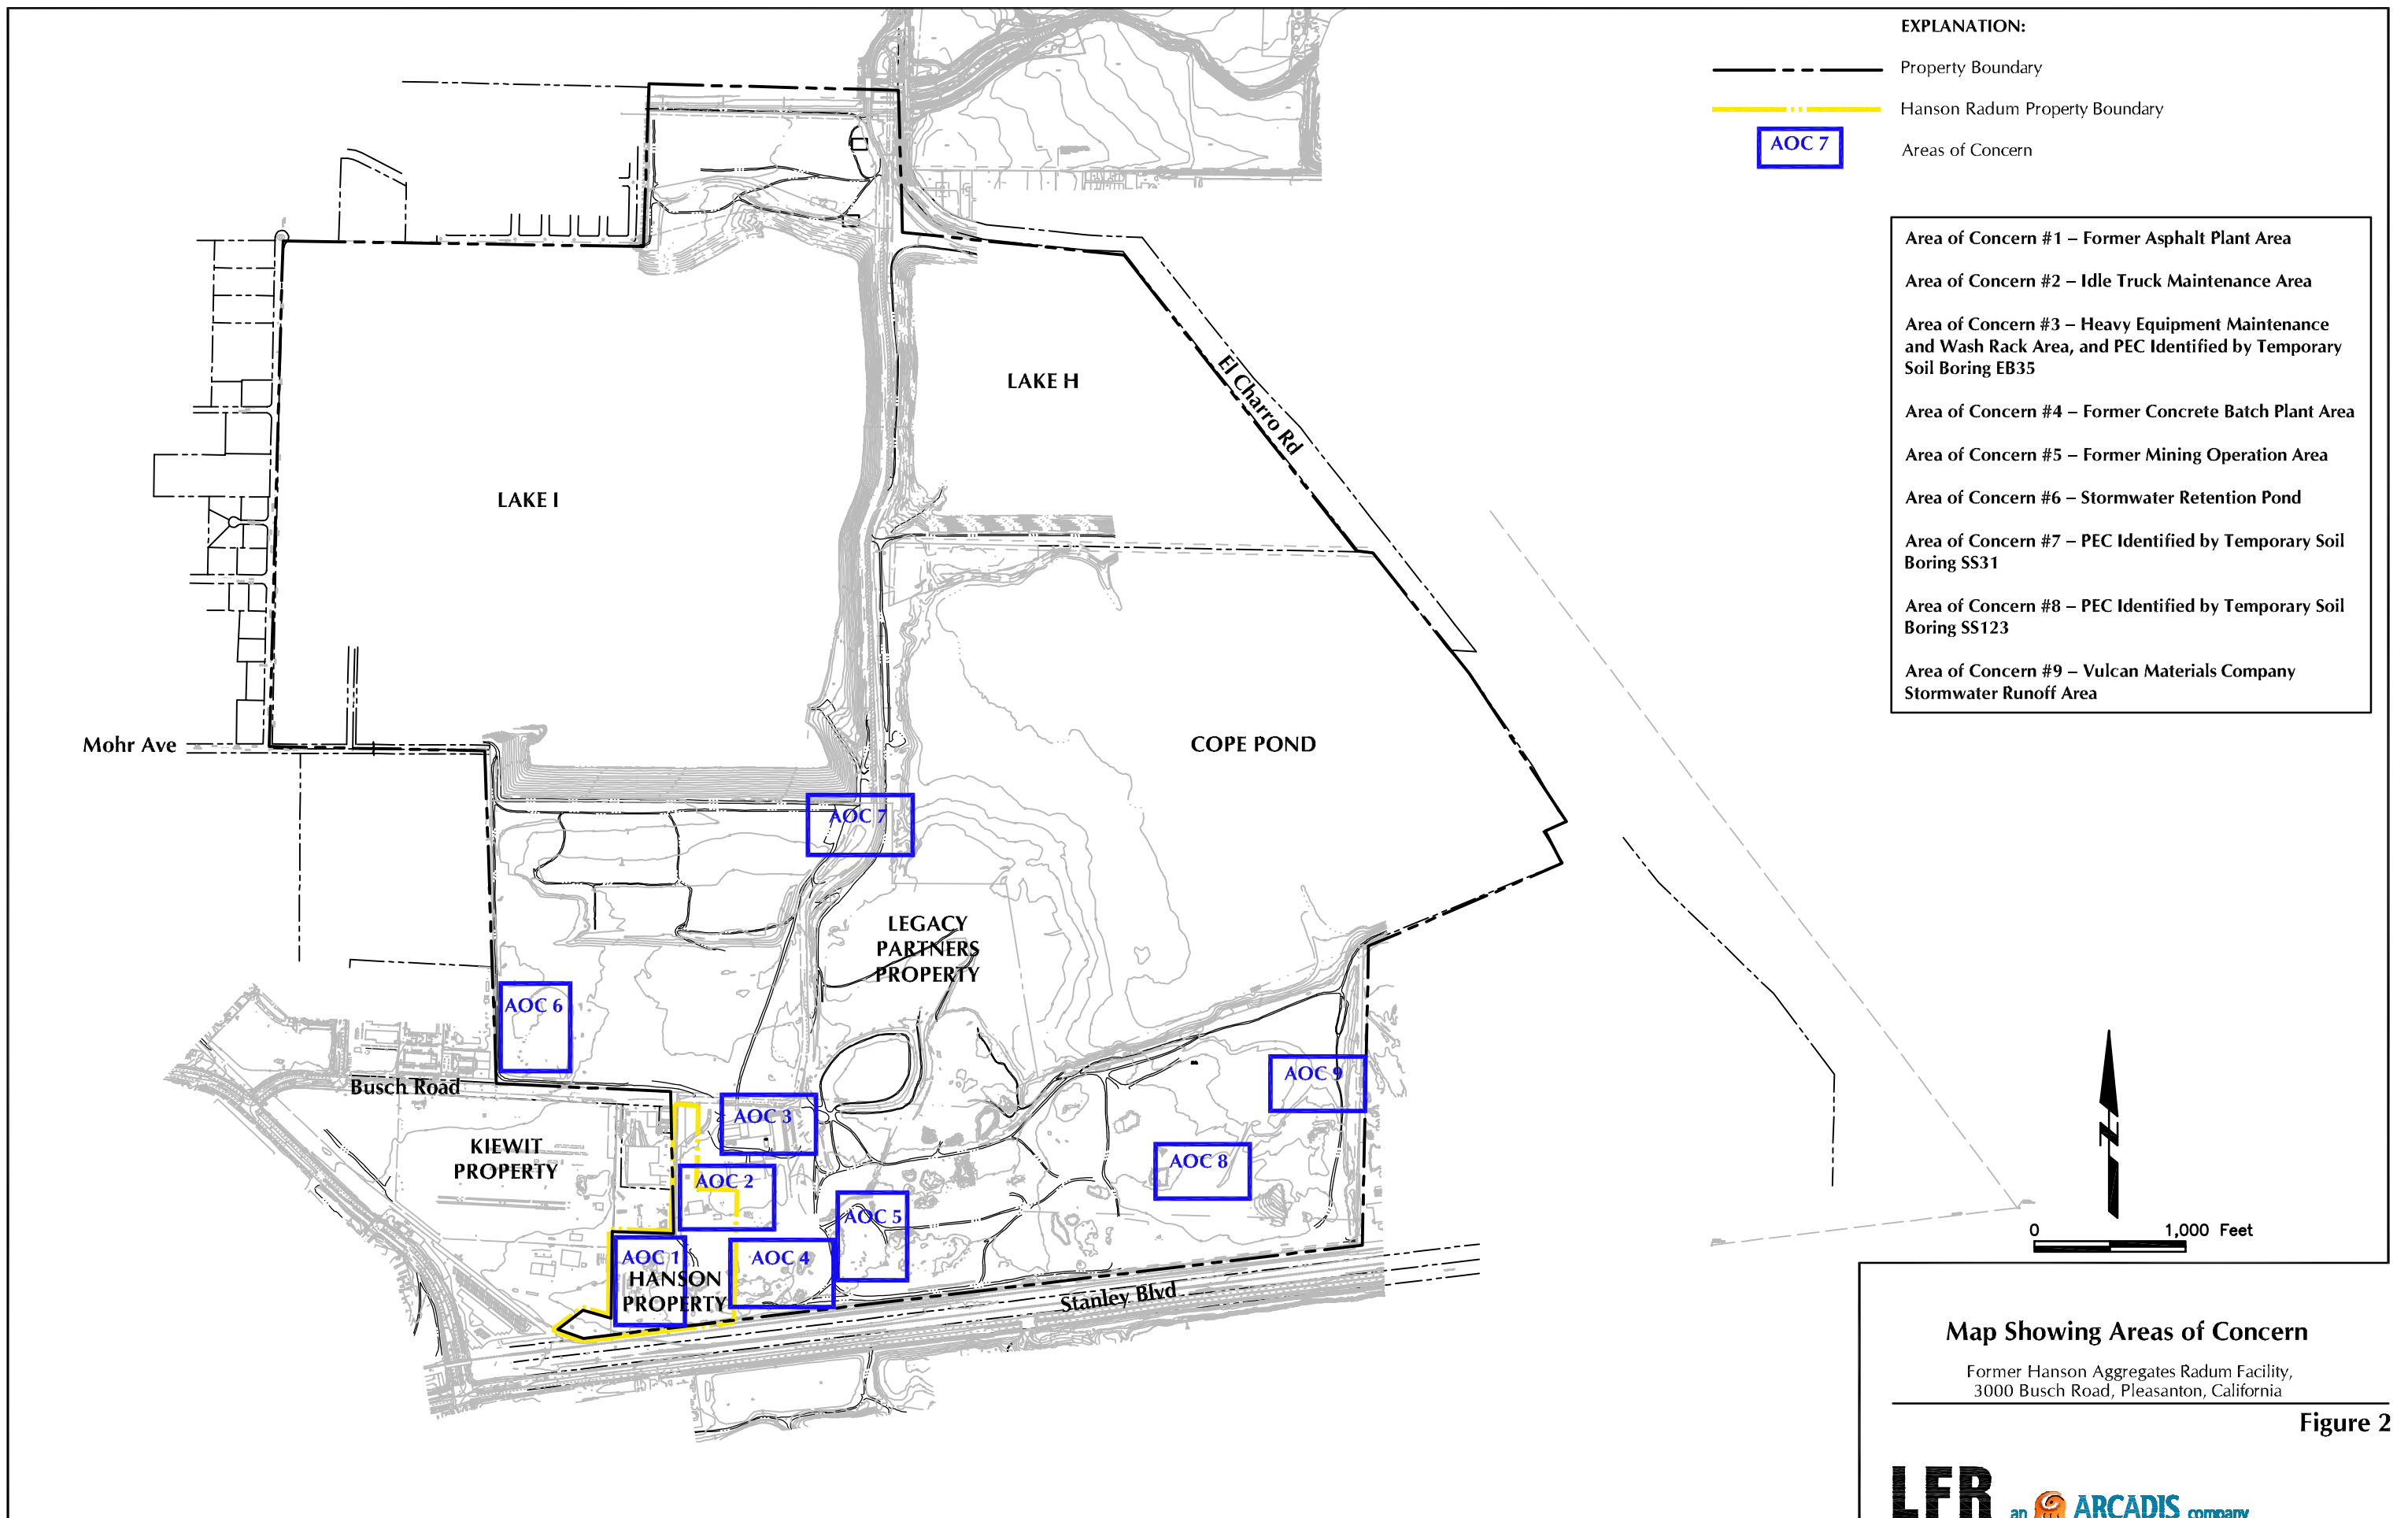 EXPLANATION:
Property Boundary
Hanson Radum Property Boundary
AOC 7
Areas of Concern
Area of Concern #1 – Former Asphalt Plant Area
Area of Concern #2 – Idle Truck Maintenance Area
Area of Concern #3 – Heavy Equipment Maintenance
and Wash Rack Area, and PEC Identified by Temporary
Soil Boring EB35
Area of Concern #4 – Former Concrete Batch Plant Area
Area of Concern #5 – Former Mining Operation Area
Area of Concern #6 – Stormwater Retention Pond
Area of Concern #7 – PEC Identified by Temporary Soil
Boring SS31
Area of Concern #8 – PEC Identified by Temporary Soil
Boring SS123
Area of Concern #9 – Vulcan Materials Company
Stormwater Runoff Area
LAKE H
El Charro Rd
LAKE I
Mohr Ave
COPE POND
AOC 7
LEGACY
PARTNERS
PROPERTY
AOC 6
Busch Road
AOC 9
AOC 3
KIEWIT
PROPERTY
AOC 8
AOC 2
AOC 5
AOC 1
AOC 4
HANSON
PROPERTY
Stanley Blvd
N
0 1,000 Feet
Map Showing Areas of Concern
Former Hanson Aggregates Radum Facility,
3000 Busch Road, Pleasanton, California
Figure 2
LFR an ARCADIS company